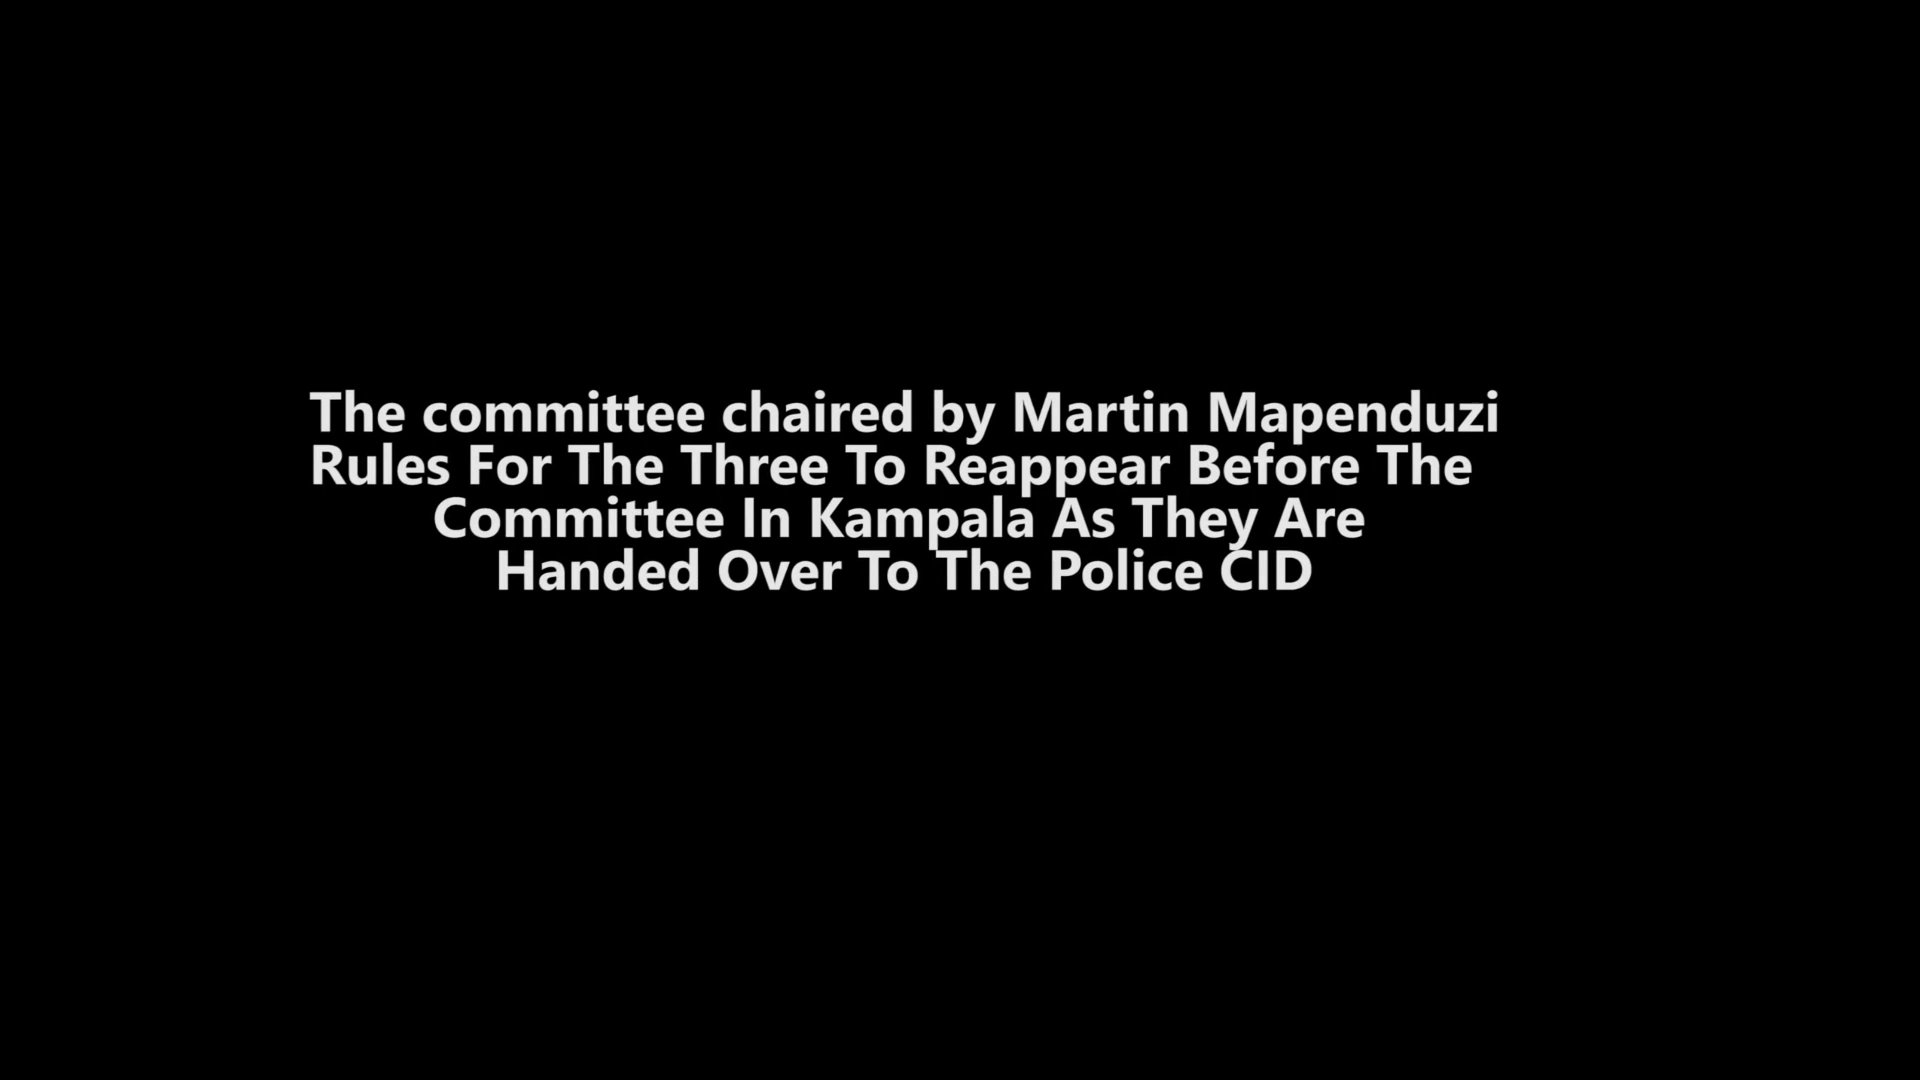 The committee chaired by Martin Mapenduzi
Rules For The Three To Reappear Before The
Committee In Kampala As They Are
Handed Over To The Police CID